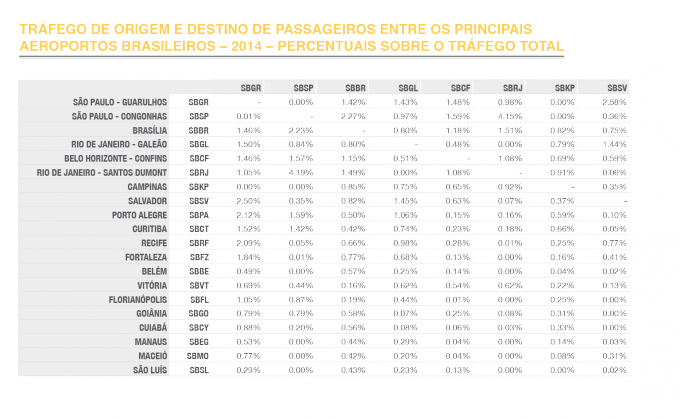 TRÁFEGO DE ORIGEM E DESTINO DE PASSAGEIROS ENTRE OS PRINCIPAIS
AEROPORTOS BRASILEIROS – 2014 – PERCENTUAIS SOBRE O TRÁFEGO TOTAL
SBGR SBSP SBBR SBGL SBCF SBRJ SBKP SBSV
SÃO PAULO - GUARULHOS SBGR - 0.00% 1.42% 1.43% 1.48% 0.98% 0.00% 2.58%
SÃO PAULO - CONGONHAS SBSP 0.01% - 2.27% 0.97% 1.59% 4.15% 0.00% 0.36%
BRASÍLIA SBBR 1.46% 2.23% - 0.80% 1.18% 1.51% 0.82% 0.75%
RIO DE JANEIRO - GALEÃO SBGL 1.50% 0.84% 0.80% - 0.48% 0.00% 0.79% 1.44%
BELO HORIZONTE - CONFINS SBCF 1.46% 1.57% 1.15% 0.51% - 1.08% 0.69% 0.59%
RIO DE JANEIRO - SANTOS DUMONT SBRJ 1.05% 4.19% 1.49% 0.00% 1.08% - 0.91% 0.06%
CAMPINAS SBKP 0.00% 0.00% 0.85% 0.75% 0.65% 0.92% - 0.35%
SALVADOR SBSV 2.50% 0.35% 0.82% 1.45% 0.63% 0.07% 0.37% -
PORTO ALEGRE SBPA 2.12% 1.59% 0.50% 1.06% 0.15% 0.16% 0.59% 0.10%
CURITIBA SBCT 1.52% 1.42% 0.42% 0.74% 0.23% 0.18% 0.66% 0.05%
RECIFE SBRF 2.09% 0.05% 0.66% 0.98% 0.28% 0.01% 0.25% 0.77%
FORTALEZA SBFZ 1.84% 0.01% 0.77% 0.68% 0.13% 0.00% 0.16% 0.41%
BELÉM SBBE 0.49% 0.00% 0.57% 0.25% 0.14% 0.00% 0.04% 0.02%
VITÓRIA SBVT 0.69% 0.44% 0.16% 0.62% 0.54% 0.62% 0.22% 0.13%
FLORIANÓPOLIS SBFL 1.05% 0.87% 0.19% 0.44% 0.01% 0.00% 0.25% 0.00%
GOIÂNIA SBGO 0.79% 0.79% 0.58% 0.07% 0.25% 0.08% 0.31% 0.00%
CUIABÁ SBCY 0.88% 0.20% 0.56% 0.08% 0.06% 0.03% 0.33% 0.00%
MANAUS SBEG 0.53% 0.00% 0.44% 0.29% 0.04% 0.00% 0.14% 0.03%
MACEIÓ SBMO 0.77% 0.00% 0.42% 0.20% 0.04% 0.00% 0.08% 0.31%
SÃO LUÍS SBSL 0.29% 0.00% 0.43% 0.23% 0.13% 0.00% 0.00% 0.02%